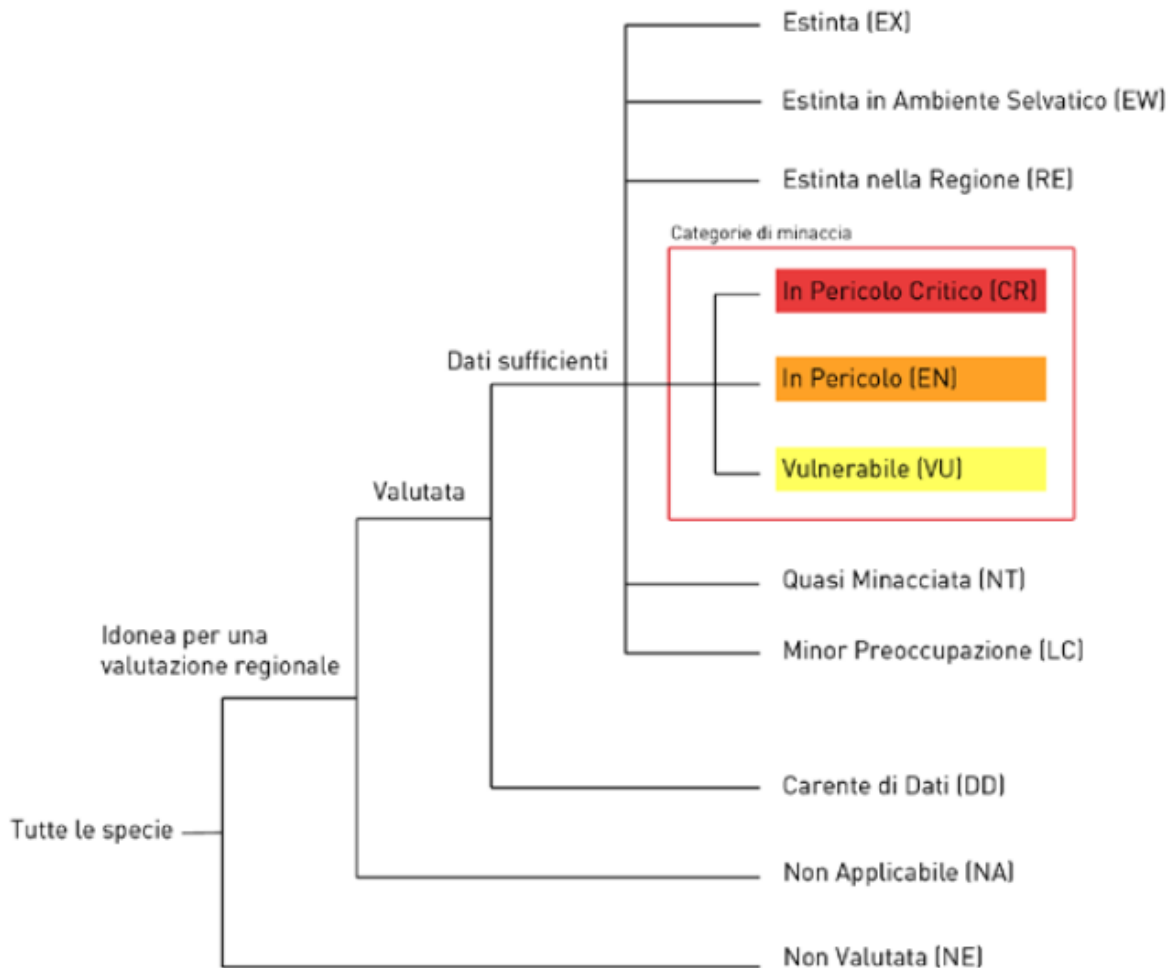 Estinta (EX)
Estinta in Ambiente Selvatico (EW)
Estinta nella Regione (RE)
Categorie di minaccia
In Pericolo Critico (CR)
Dati sufficienti
In Pericolo (EN)
Vulnerabile (VU)
Valutata
Quasi Minacciata (NT)
Idonea per una
valutazione regionale
Minor Preoccupazione (LC)
Carente di Dati (DD)
Tutte le specie
Non Applicabile (NA)
Non Valutata (NE)